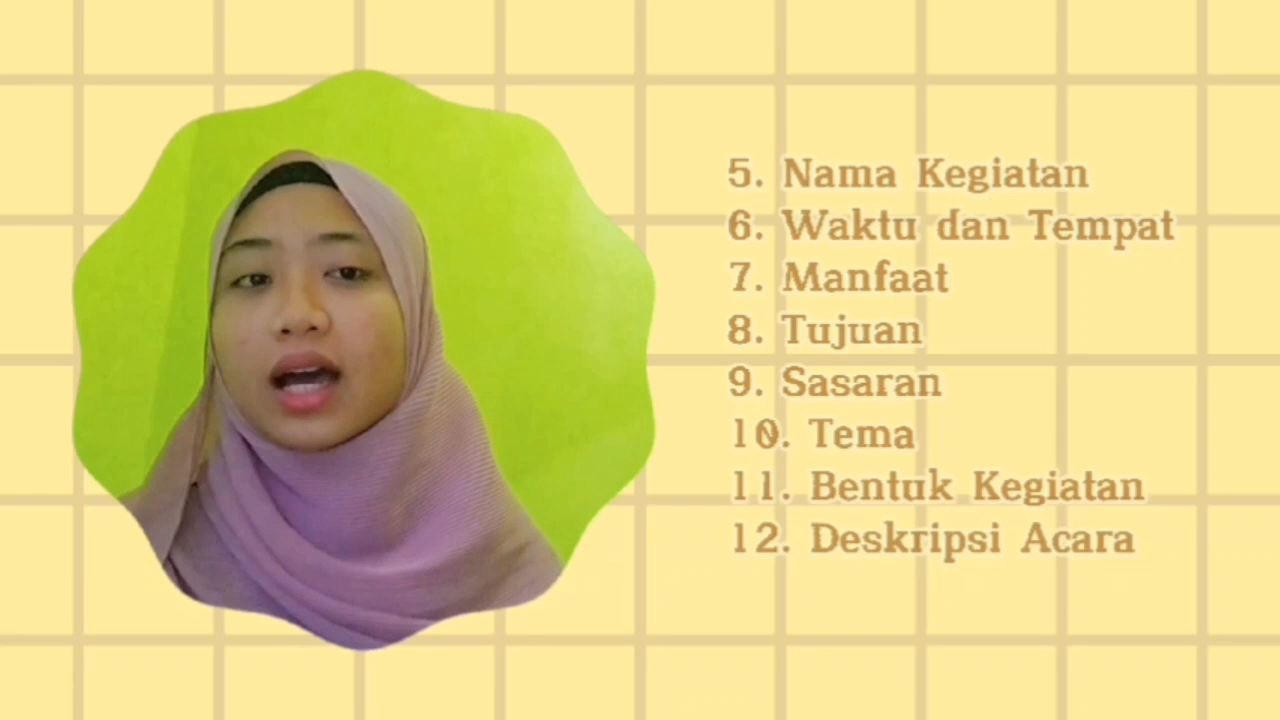 5. Nama Kegiatan
6. Waktu dan Tempat
7. Manfaat
8. Tujuan
9. Sasaran
10. Tema
11. Bentuk Kegiatan
12. Deskripsi Acara